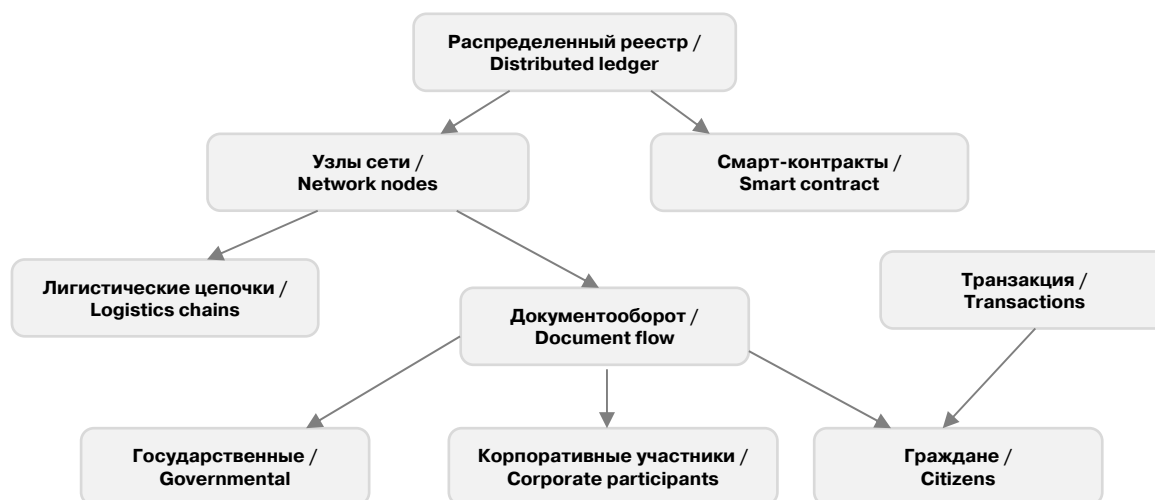 Распределенный реестр /
Distributed ledger
Узлы сети /
Network nodes
Смарт-контракты /
Smart contract
Лигистические цепочки /
Logistics chains
Транзакция /
Transactions
Документооборот /
Document flow
Государственные /
Governmental
Корпоративные участники /
Corporate participants
Граждане /
Citizens